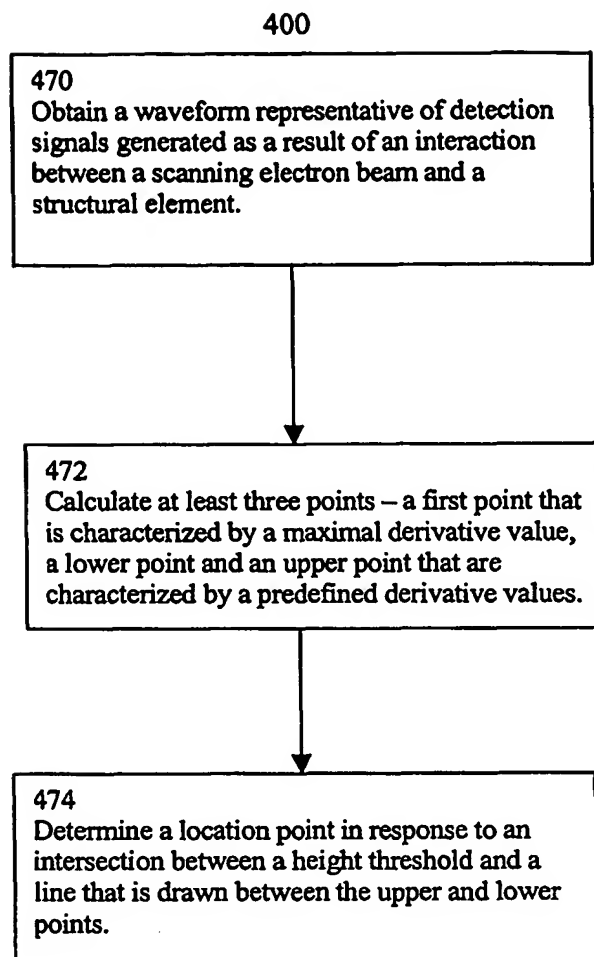 400
470
Obtain a waveform representative of detection
signals generated as a result of an interaction
between a scanning electron beam and a
structural element.
472
Calculate at least three points – a first point that
is characterized by a maximal derivative value,
a lower point and an upper point that are
characterized by a predefined derivative values.
474
Determine a location point in response to an
intersection between a height threshold and a
line that is drawn between the upper and lower
points.